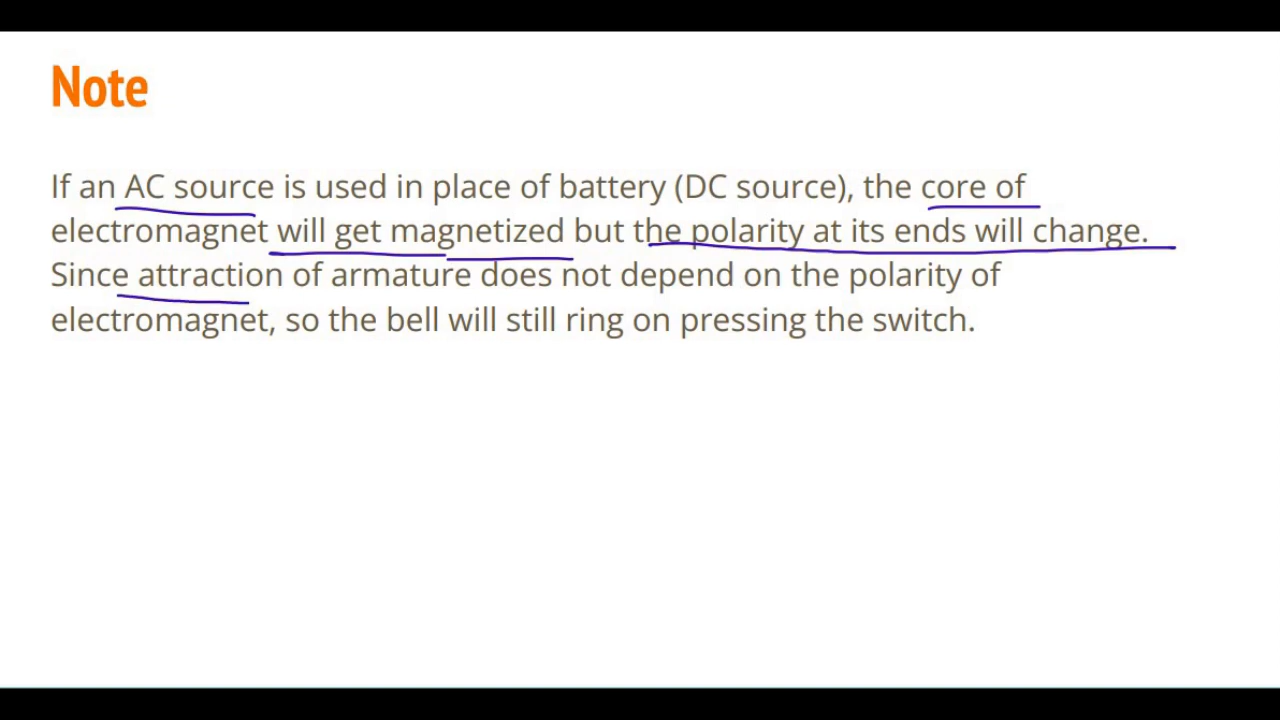 Note
If an AC source is used in place of battery (DC source), the core of
electromagnet will get magnetized but the polarity at its ends will change.
Since attraction of armature does not depend on the polarity of
electromagnet, so the bell will still ring on pressing the switch.